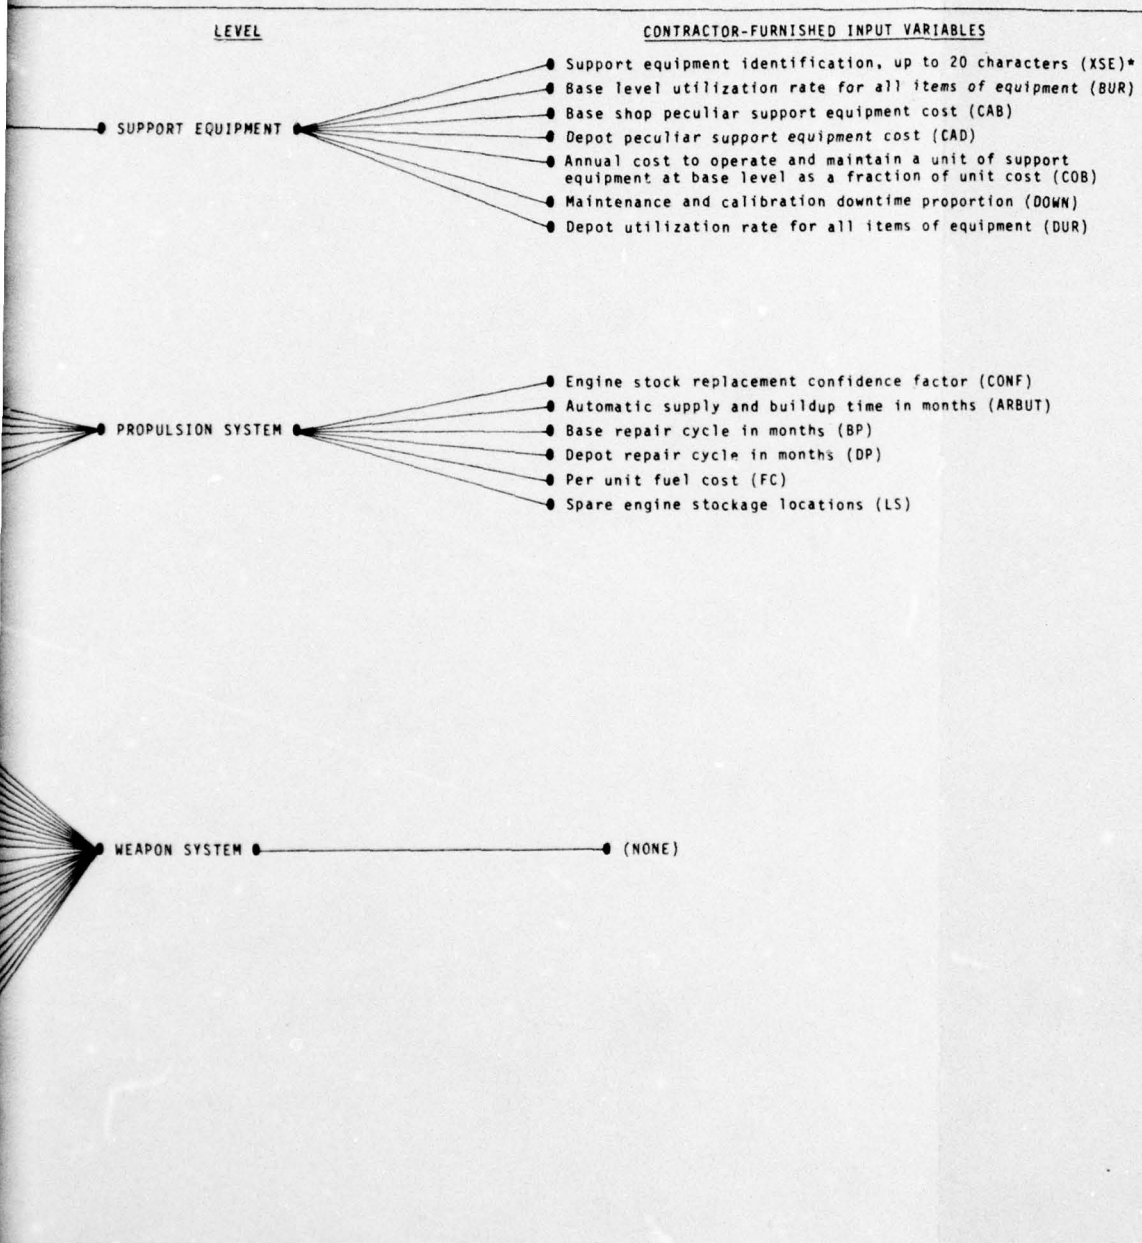 LEVEL
CONTRACTOR-FURNISHED INPUT VARIABLES
SUPPORT EQUIPMENT
Support equipment identification, up to 20 characters (XSE)*
Base level utilization rate for all items of equipment (BUR)
Base shop peculiar support equipment cost (CAB)
Depot peculiar support equipment cost (CAD)
Annual cost to operate and maintain a unit of support
equipment at base level as a fraction of unit cost (COB)
Maintenance and calibration downtime proportion (DOWN)
Depot utilization rate for all items of equipment (DUR)
PROPULSION SYSTEM
Engine stock replacement confidence factor (CONF)
Automatic supply and buildup time in months (ARBUT)
Base repair cycle in months (BP)
Depot repair cycle in months (DP)
Per unit fuel cost (FC)
Spare engine stockage locations (LS)
WEAPON SYSTEM
(NONE)